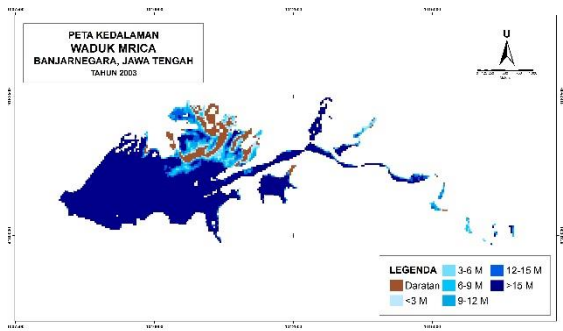 PETA KEDALAMAN
WADUK MRICA
BANJARNEGARA, JAWA TENGAH
TAHUN 2003
U
LEGENDA
Daratan
<3 M
3-6 M
6-9 M
9-12 M
12-15 M
>15 M